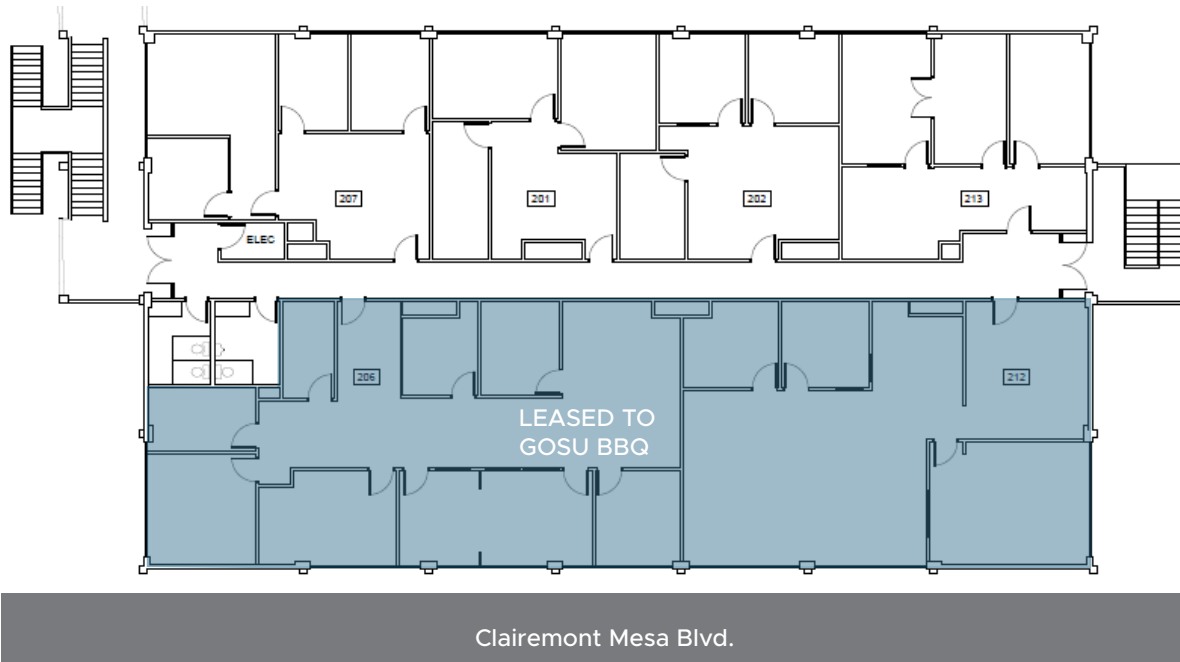 207
201
202
213
ELEC
206
212
LEASED TO
GOSU BBQ
Clairemont Mesa Blvd.